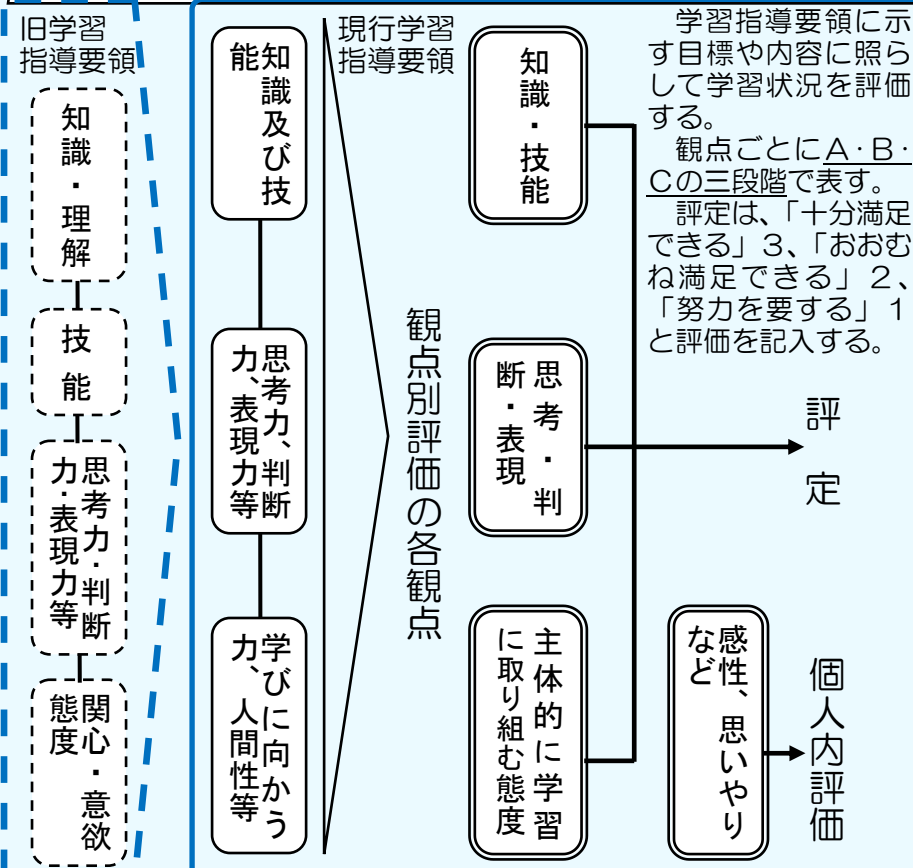 旧学習
指導要領
知識・理解
技能
思考力・判断
力・表現力等
関心・意欲
態度
知識及び技
能
思考力、判断
力、表現力等
学びに向かう
力、人間性等
現行学習
指導要領
観点別評価の各観点
知識・技能
思考・判
断・表現
主体的に学習
に取り組む態度
感性、思いやり
など
学習指導要領に示
す目標や内容に照ら
して学習状況を評価
する。
観点ごとにA・B・
Cの三段階で表す。
評定は、「十分満足
できる」3、「おおむ
ね満足できる」2、
「努力を要する」1
と評価を記入する。
評定
個人内評価